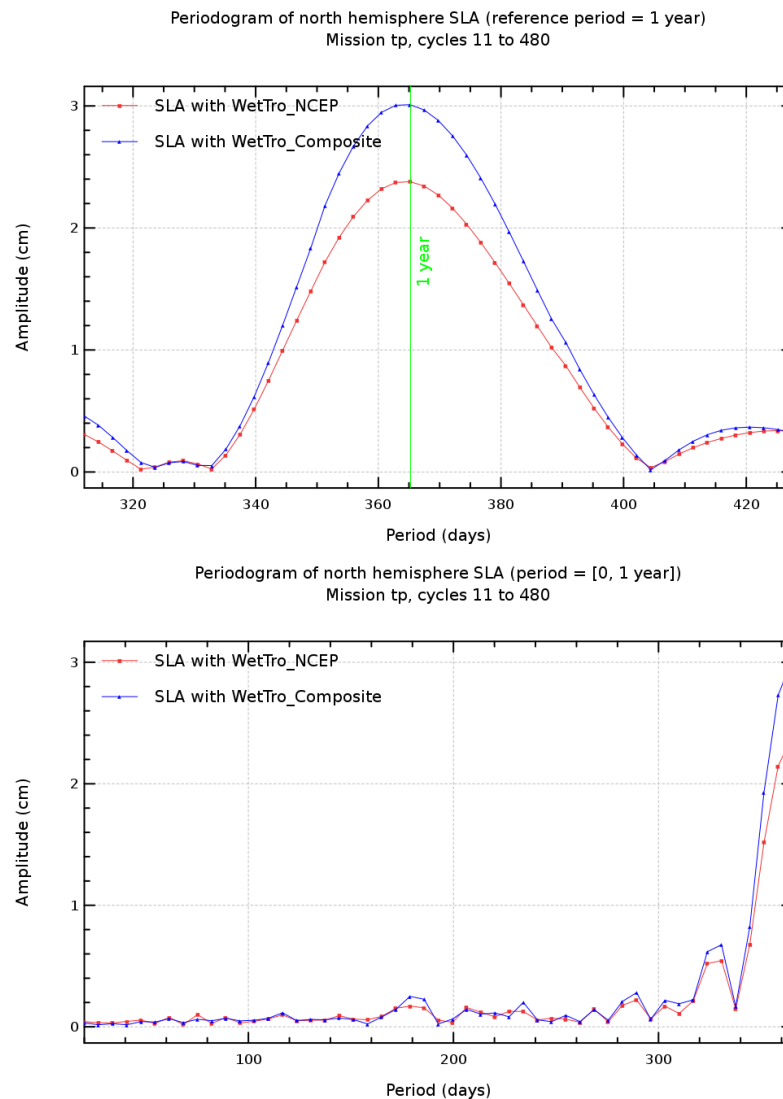 Periodogram of north hemisphere SLA (reference period = 1 year)
Mission tp, cycles 11 to 480
3
SLA with WetTro_NCEP
SLA with WetTro_Composite
2
1 year
Amplitude (cm)
1
0
320
340
360
380
400
420
Period (days)
Periodogram of north hemisphere SLA (period = [0, 1 year])
Mission tp, cycles 11 to 480
3
SLA with WetTro_NCEP
SLA with WetTro_Composite
2
Amplitude (cm)
1
0
100
200
300
Period (days)